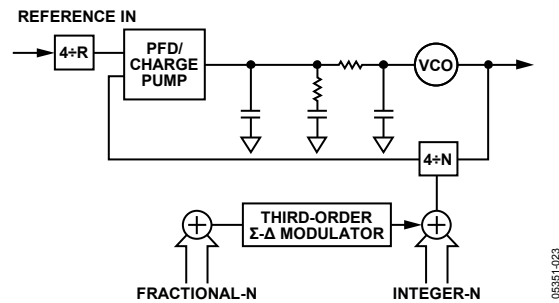 REFERENCE IN
4÷R
PFD/
CHARGE
PUMP
VCO
4÷N
THIRD-ORDER
Σ-Δ MODULATOR
FRACTIONAL-N
INTEGER-N
05351-023